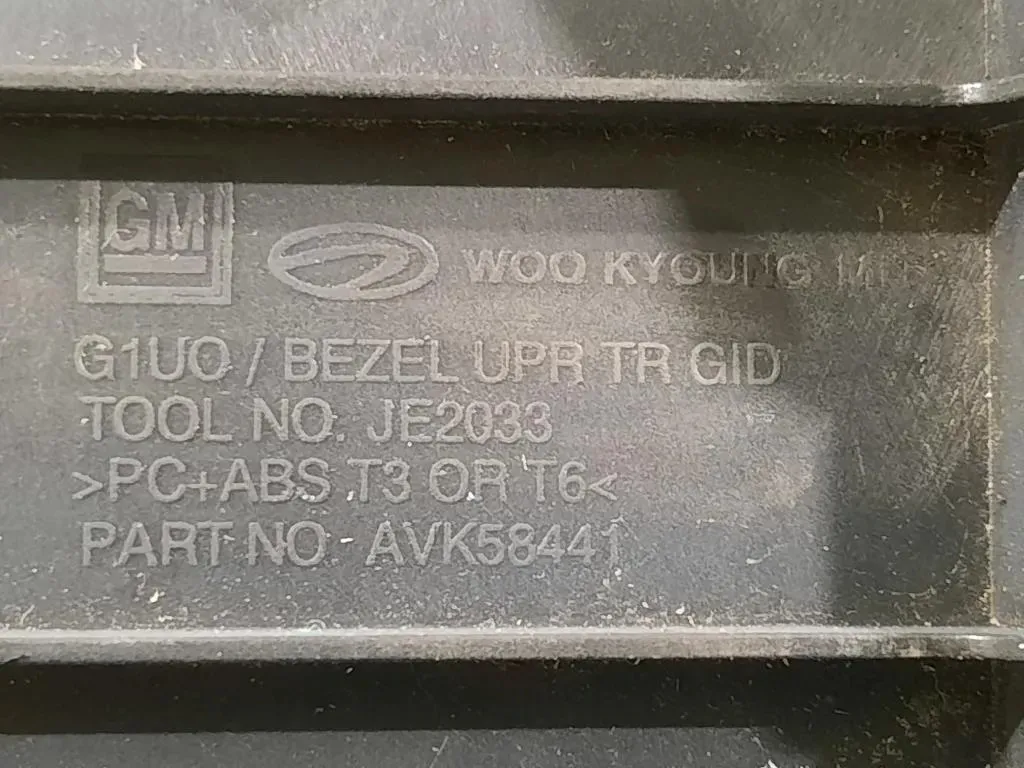 GM
WOO KYOUNG
G1UO / BEZEL UPR TR GID
TOOL NO. JE2033
>PC+ABS T3 OR T6<
PART NO AVK58441